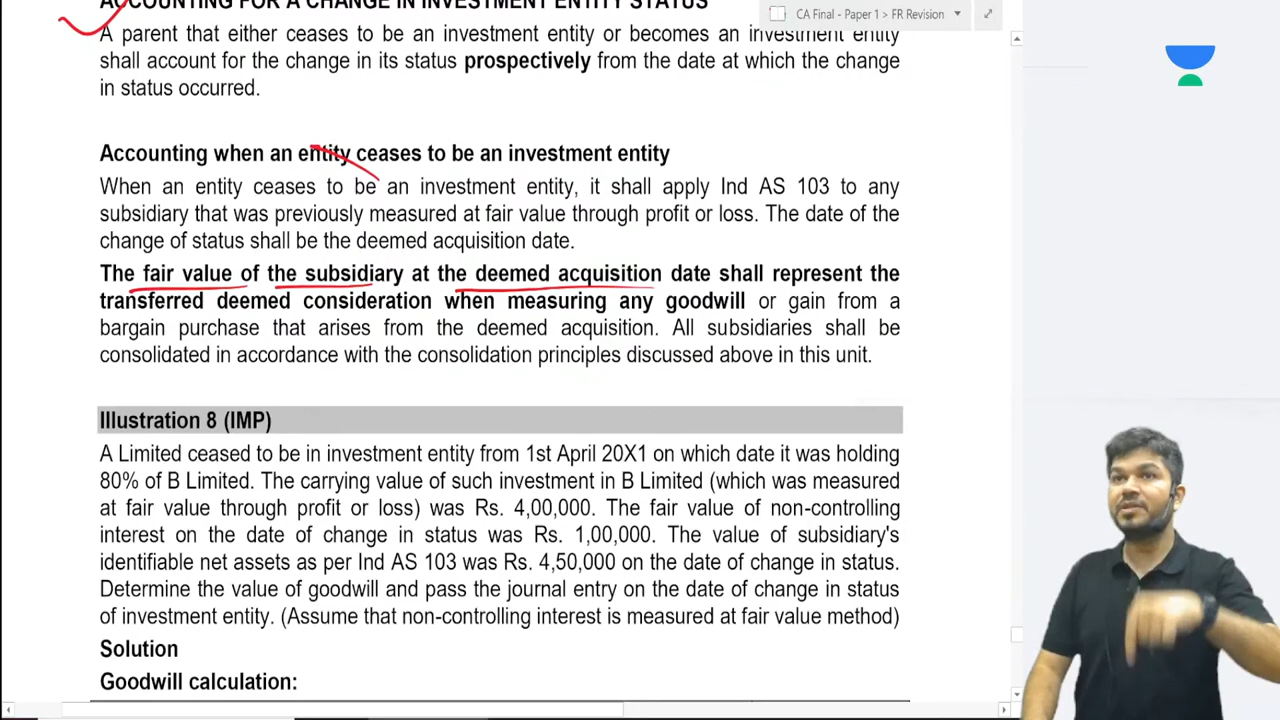 ACCOUNTING FOR A CHANGE IN INVESTMENT ENTITY STATUS
CA Final - Paper 1 > FR Revision
A parent that either ceases to be an investment entity or becomes an investment entity
shall account for the change in its status prospectively from the date at which the change
in status occurred.
Accounting when an entity ceases to be an investment entity
When an entity ceases to be an investment entity, it shall apply Ind AS 103 to any
subsidiary that was previously measured at fair value through profit or loss. The date of the
change of status shall be the deemed acquisition date.
The fair value of the subsidiary at the deemed acquisition date shall represent the
transferred deemed consideration when measuring any goodwill or gain from a
bargain purchase that arises from the deemed acquisition. All subsidiaries shall be
consolidated in accordance with the consolidation principles discussed above in this unit.
Illustration 8 (IMP)
A Limited ceased to be in investment entity from 1st April 20X1 on which date it was holding
80% of B Limited. The carrying value of such investment in B Limited (which was measured
at fair value through profit or loss) was Rs. 4,00,000. The fair value of non-controlling
interest on the date of change in status was Rs. 1,00,000. The value of subsidiary's
identifiable net assets as per Ind AS 103 was Rs. 4,50,000 on the date of change in status.
Determine the value of goodwill and pass the journal entry on the date of change in status
of investment entity. (Assume that non-controlling interest is measured at fair value method)
Solution
Goodwill calculation: